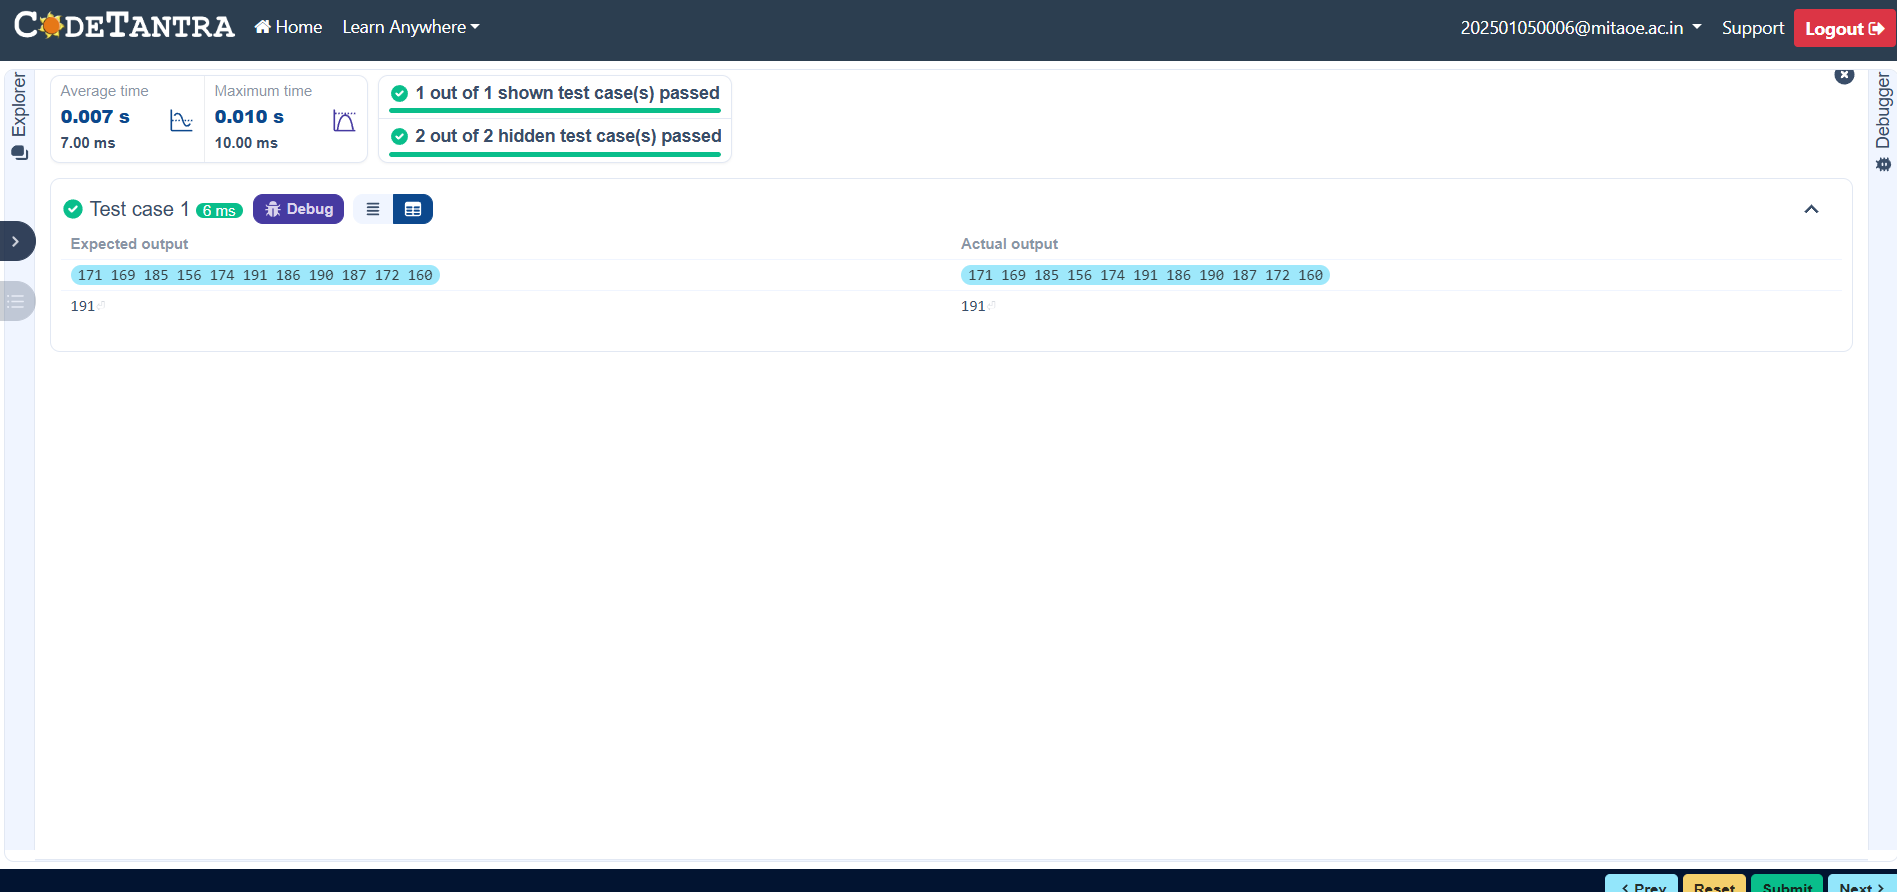 CODETANTRA Home Learn Anywhere 202501050006@mitaoe.ac.in Support Logout
Explorer
Average time
0.007 s
7.00 ms
Maximum time
0.010 s
10.00 ms
1 out of 1 shown test case(s) passed
2 out of 2 hidden test case(s) passed
Debugger
Test case 1 6 ms Debug
Expected output Actual output
171 169 185 156 174 191 186 190 187 172 160 171 169 185 156 174 191 186 190 187 172 160
191 191
Prev Reset Submit Next